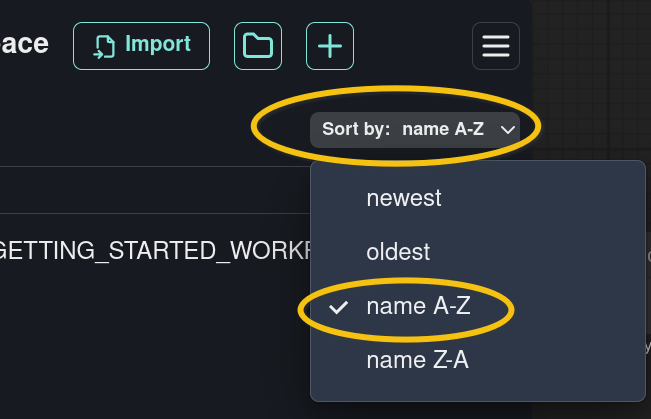 ace
Import
Sort by: name A-Z
newest
GETTING_STARTED_WORKF
oldest
name A-Z
name Z-A